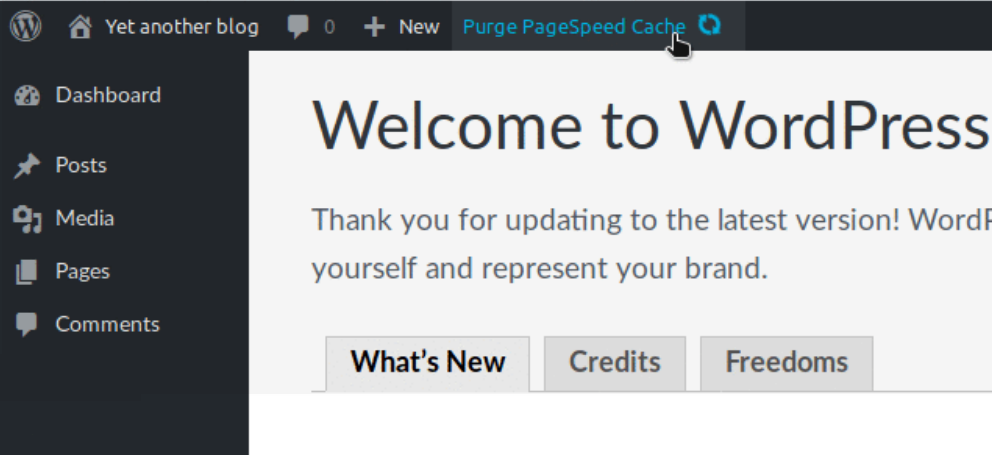 Yet another blog 0 New Purge PageSpeed Cache
Dashboard
Posts
Media
Pages
Comments
Welcome to WordPress
Thank you for updating to the latest version! WordP
yourself and represent your brand.
What's New Credits Freedoms